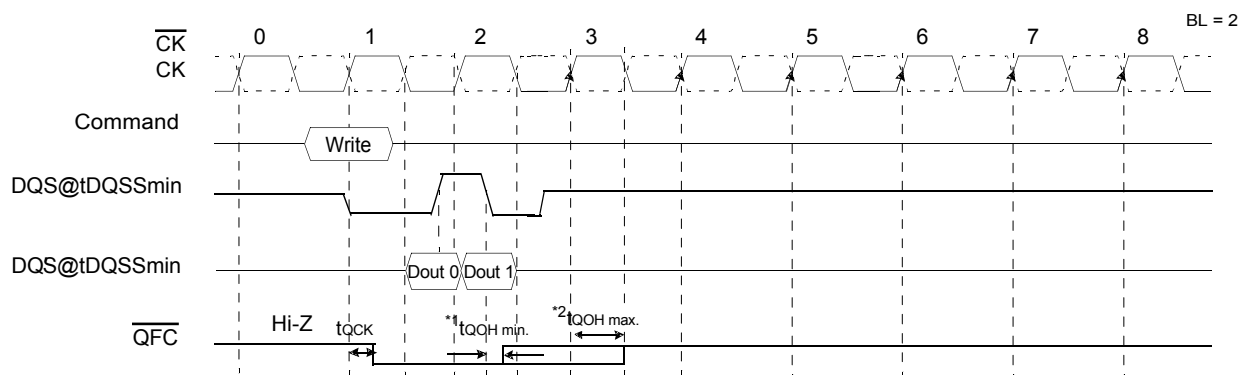 BL = 2
CK 0 1 2 3 4 5 6 7 8
CK
Command Write
DQS@tDQSSmin
DQS@tDQSSmin Dout 0 Dout 1
QFC Hi-Z tQCK *1tQOH min. *2tQOH max.